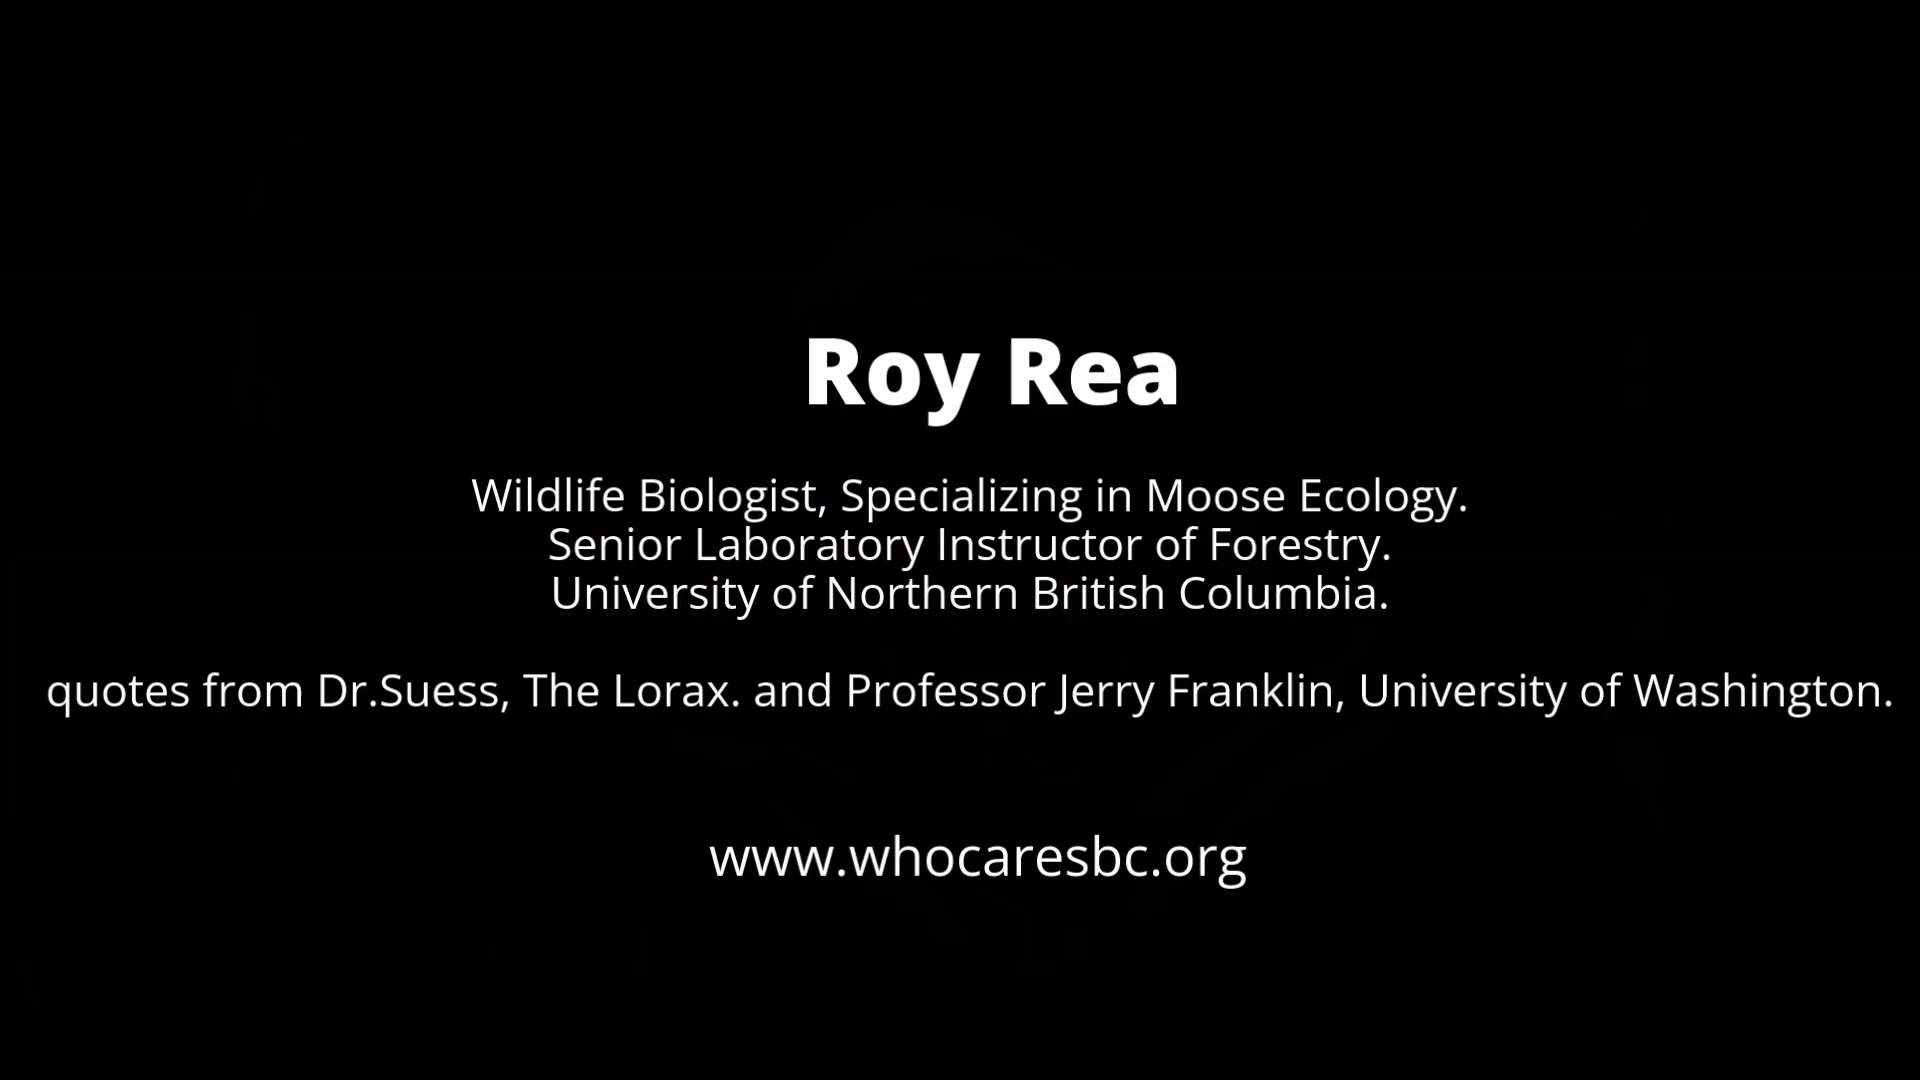 Roy Rea
Wildlife Biologist, Specializing in Moose Ecology.
Senior Laboratory Instructor of Forestry.
University of Northern British Columbia.
quotes from Dr.Suess, The Lorax. and Professor Jerry Franklin, University of Washington.
www.whocaresbc.org